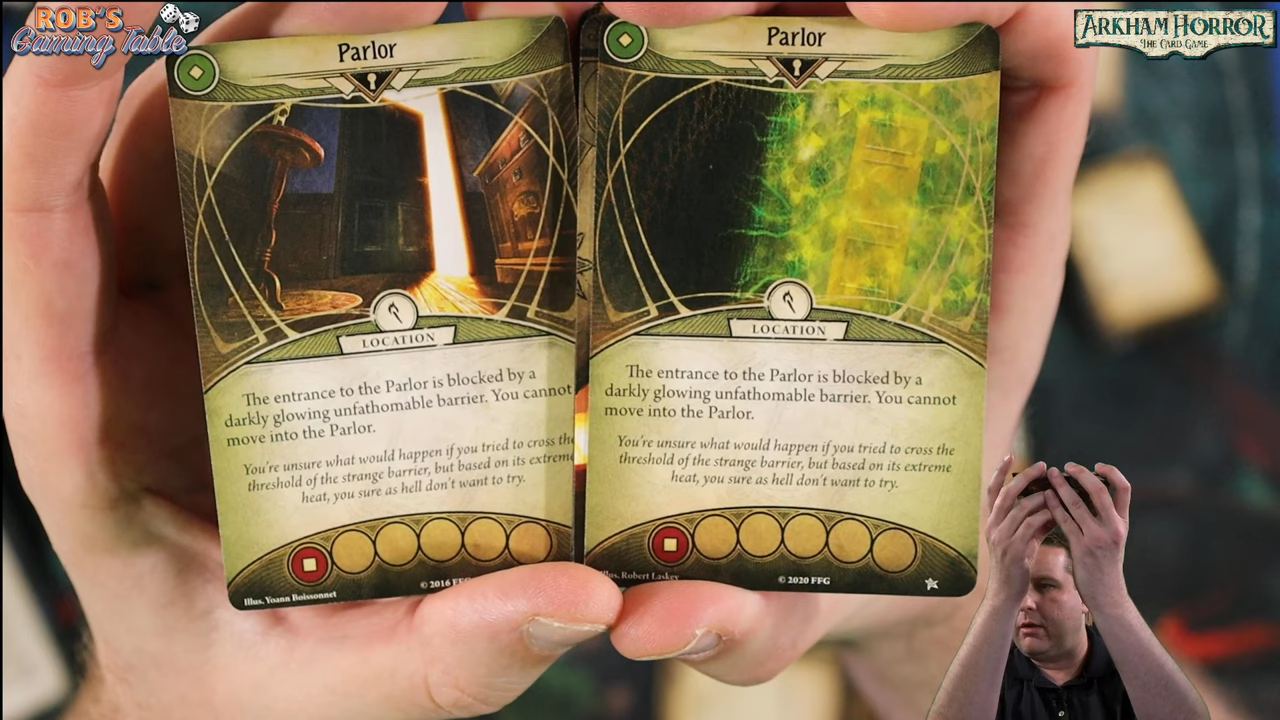 ROB'S
Gaming Table
ARKHAM HORROR
THE CARD GAME
Parlor
LOCATION
The entrance to the Parlor is blocked by a
darkly glowing unfathomable barrier. You cannot
move into the Parlor.
You're unsure what would happen if you tried to cross the
threshold of the strange barrier, but based on its extreme
heat, you sure as hell don't want to try.
Illus. Yoann Boissonnet
© 2016 FFG
Parlor
LOCATION
The entrance to the Parlor is blocked by a
darkly glowing unfathomable barrier. You cannot
move into the Parlor.
You're unsure what would happen if you tried to cross the
threshold of the strange barrier, but based on its extreme
heat, you sure as hell don't want to try.
Illus. Robert Laskey
© 2020 FFG